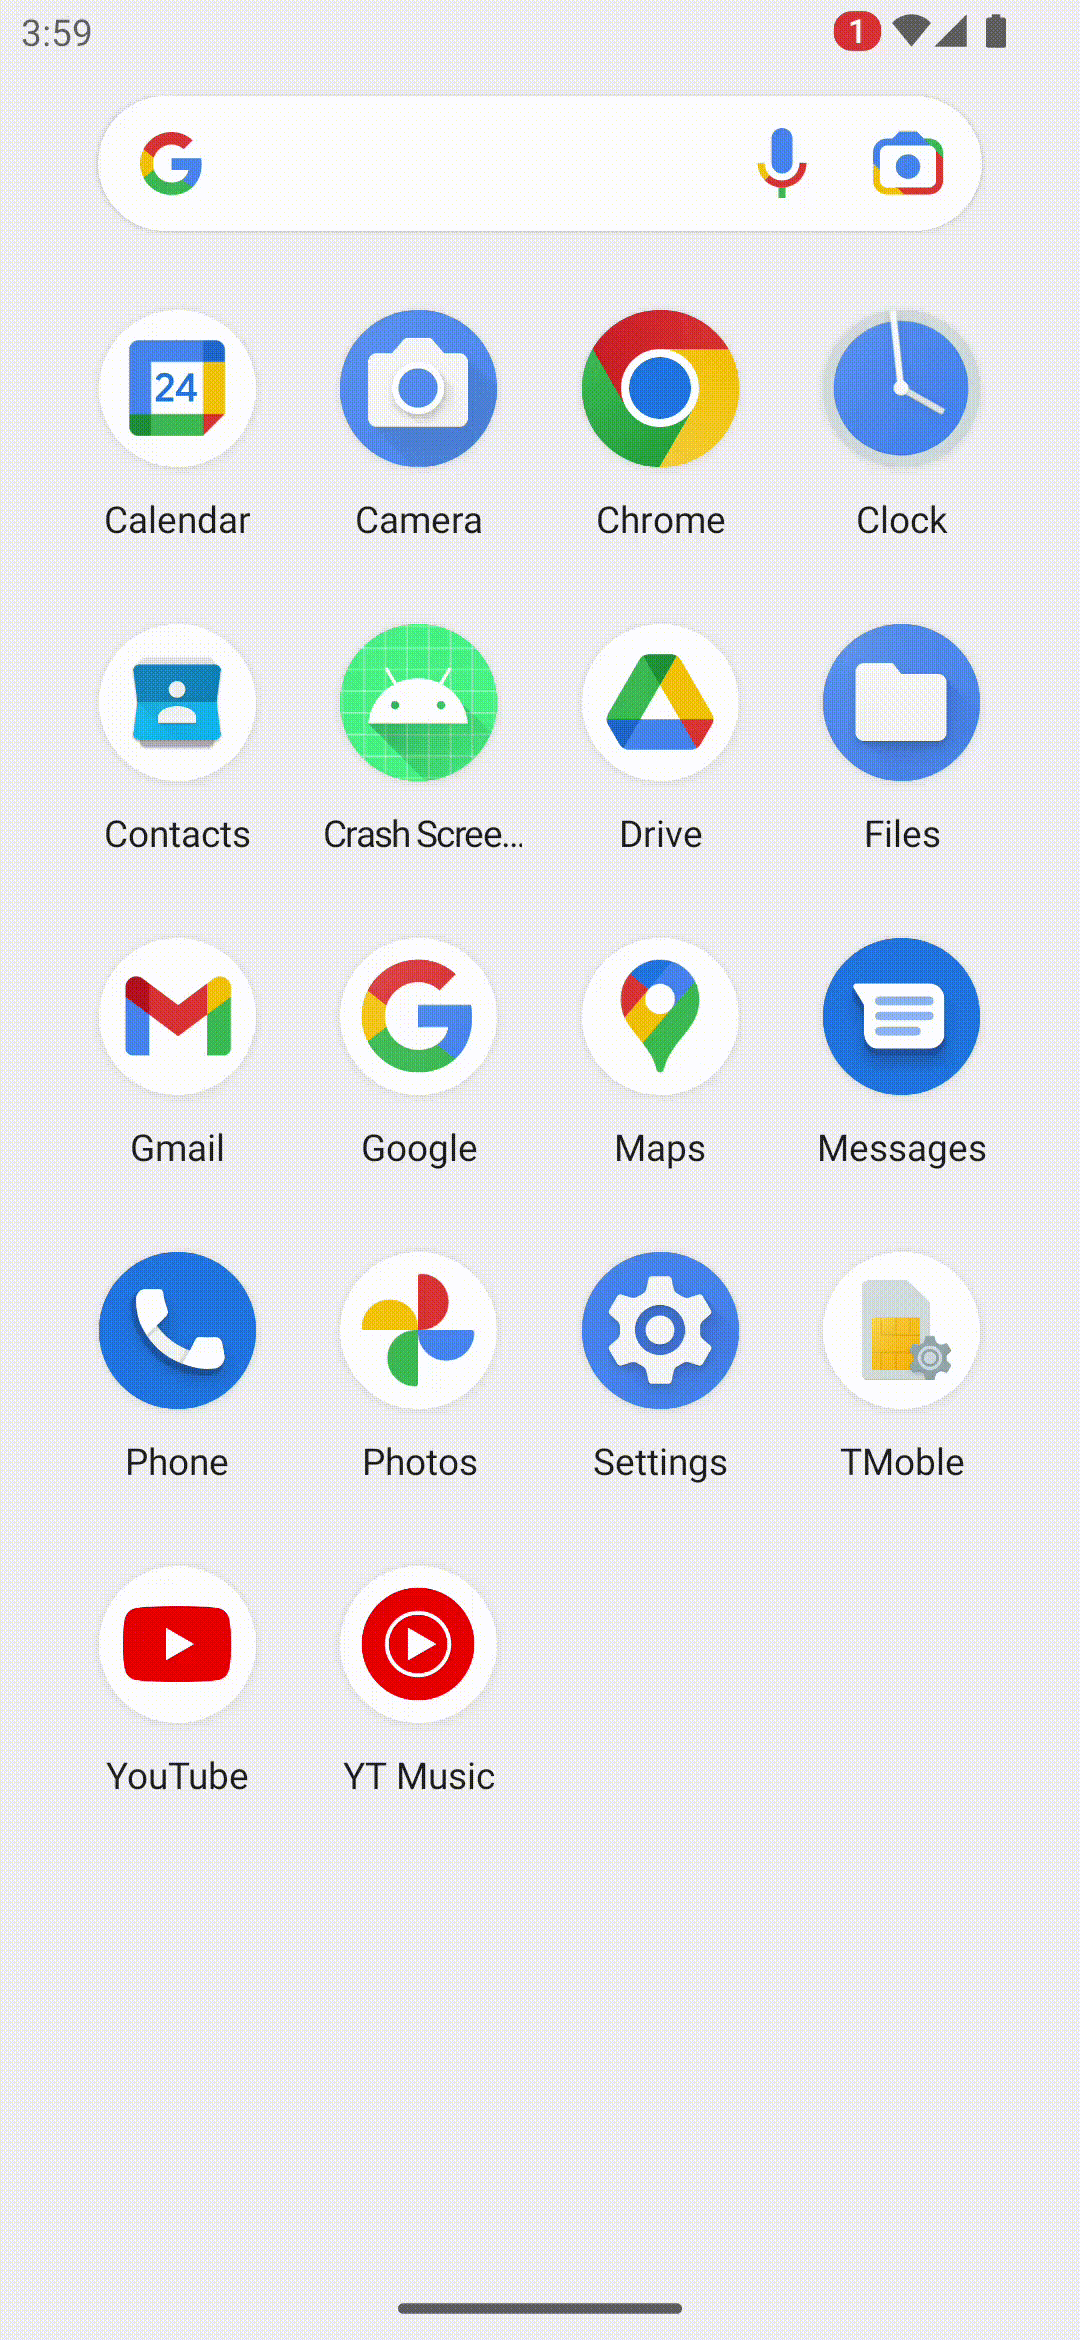 3:59 1
24
Calendar Camera Chrome Clock
Contacts Crash Scree... Drive Files
Gmail Google Maps Messages
Phone Photos Settings TMoble
YouTube YT Music